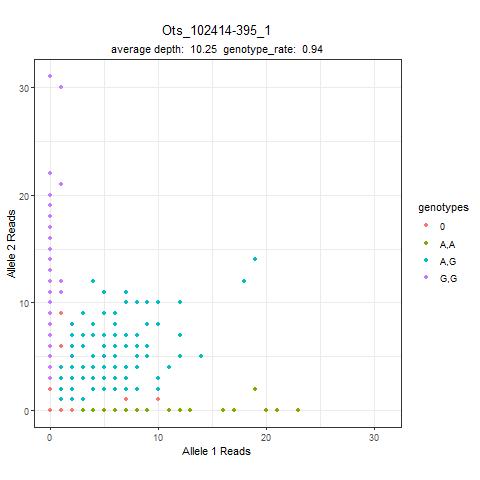 Ots_102414-395_1
average depth: 10.25 genotype_rate: 0.94
30
20
10
0
Allele 2 Reads
0 10 20 30
Allele 1 Reads
genotypes
0
A,A
A,G
G,G